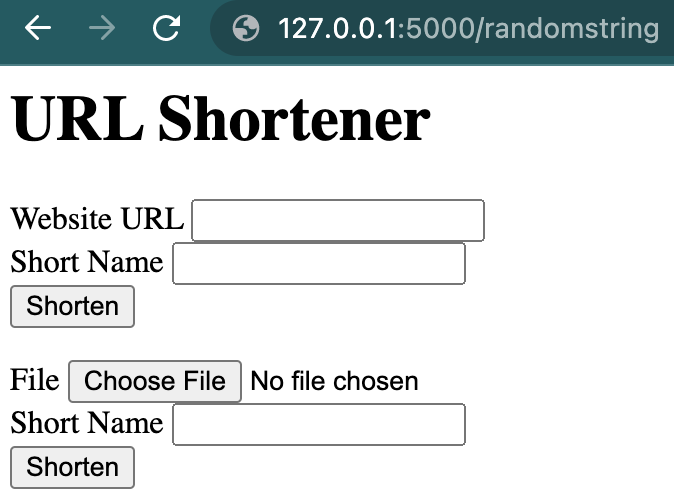 127.0.0.1:5000/randomstring
URL Shortener
Website URL
Short Name
Shorten
File Choose File No file chosen
Short Name
Shorten